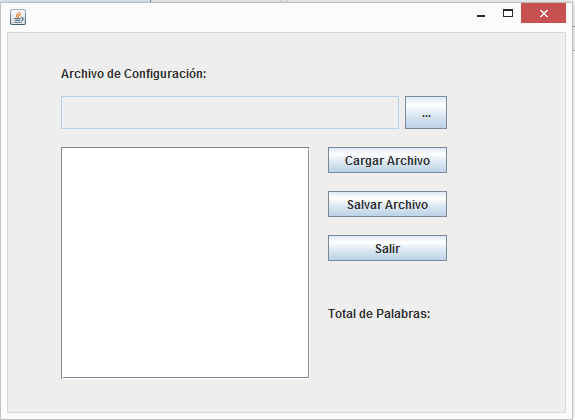 Archivo de Configuración:
...
Cargar Archivo
Salvar Archivo
Salir
Total de Palabras: